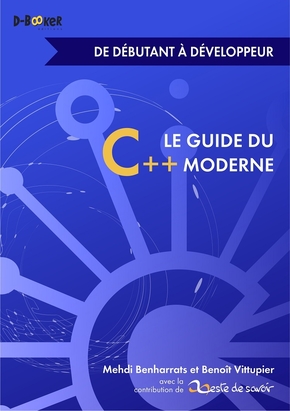 D-BookeR
DE DÉBUTANT À DÉVELOPPEUR
LE GUIDE DU
C++ MODERNE
Mehdi Benharrats et Benoît Vittupier
avec la
contribution de Zeste de savoir